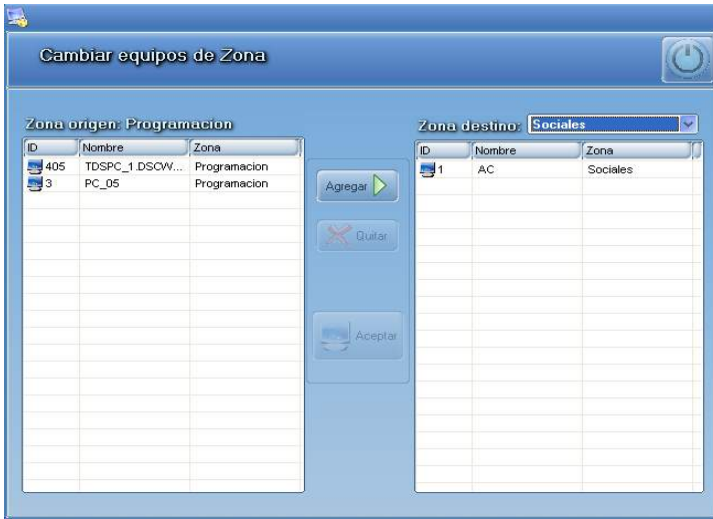 Cambiar equipos de Zona
Zona origen: Programacion
Zona destino: Sociales
ID Nombre Zona
405 TDSPC_1.DSCW... Programacion
3 PC_05 Programacion
Agregar
Quitar
Aceptar
ID Nombre Zona
1 AC Sociales